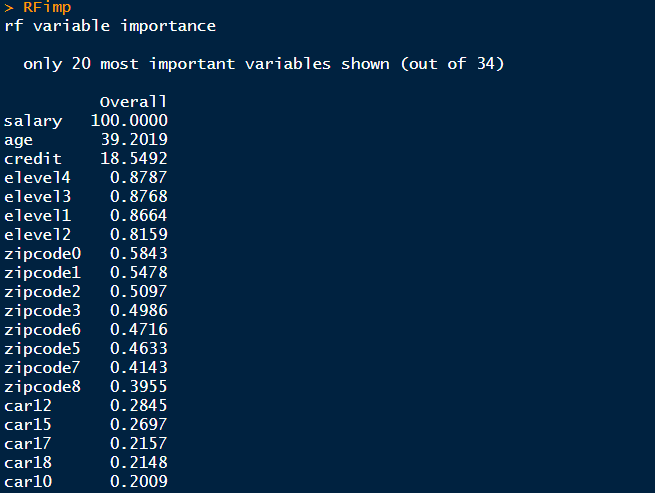 > RFimp
rf variable importance
only 20 most important variables shown (out of 34)
Overall
salary 100.0000
age 39.2019
credit 18.5492
elevel4 0.8787
elevel3 0.8768
elevel1 0.8664
elevel2 0.8159
zipcode0 0.5843
zipcode1 0.5478
zipcode2 0.5097
zipcode3 0.4986
zipcode6 0.4716
zipcode5 0.4633
zipcode7 0.4143
zipcode8 0.3955
car12 0.2845
car15 0.2697
car17 0.2157
car18 0.2148
car10 0.2009